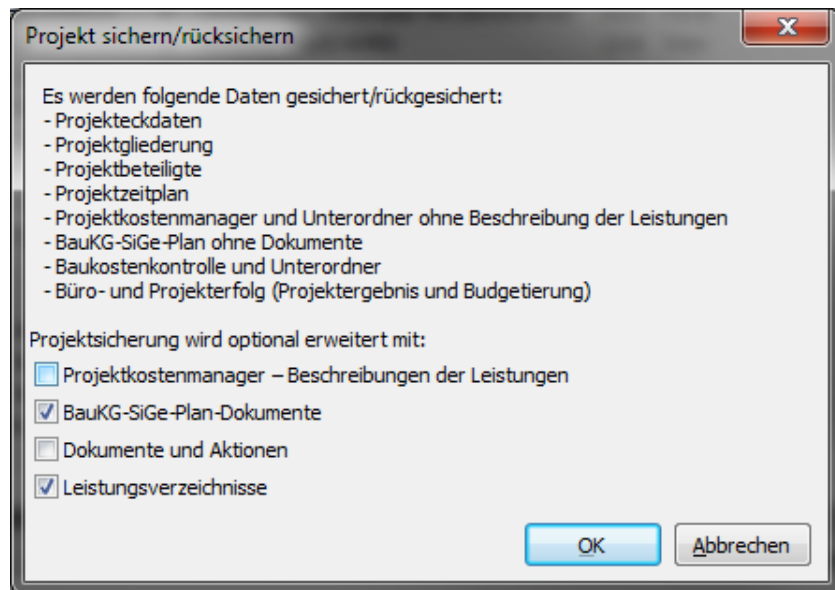 Projekt sichern/rücksichern
Es werden folgende Daten gesichert/rückgesichert:
- Projekteckdaten
- Projektgliederung
- Projektbeteiligte
- Projektzeitplan
- Projektkostenmanager und Unterordner ohne Beschreibung der Leistungen
- BauKG-SiGe-Plan ohne Dokumente
- Baukostenkontrolle und Unterordner
- Büro- und Projekterfolg (Projektergebnis und Budgetierung)
Projektsicherung wird optional erweitert mit:
Projektkostenmanager – Beschreibungen der Leistungen
BauKG-SiGe-Plan-Dokumente
Dokumente und Aktionen
Leistungsverzeichnisse
OK Abbrechen